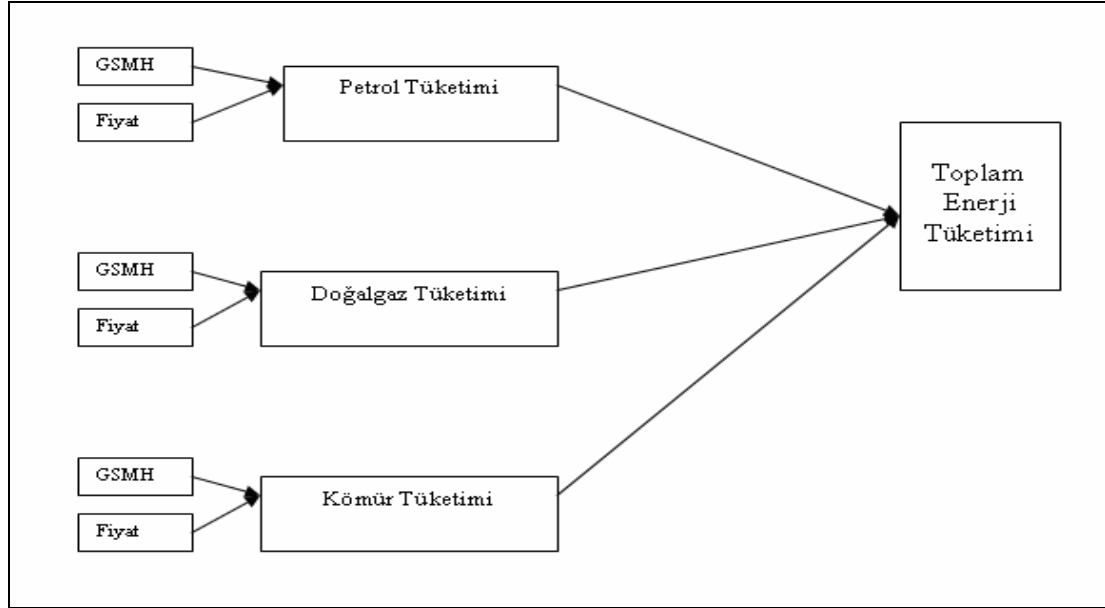 GSMH
Fiyat
Petrol Tüketimi
GSMH
Fiyat
Doğalgaz Tüketimi
GSMH
Fiyat
Kömür Tüketimi
Toplam
Enerji
Tüketimi